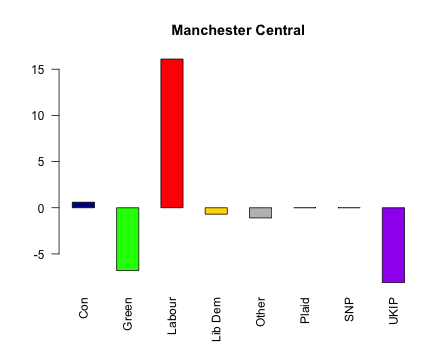 Manchester Central
15
10
5
0
-5
Con
Green
Labour
Lib Dem
Other
Plaid
SNP
UKIP